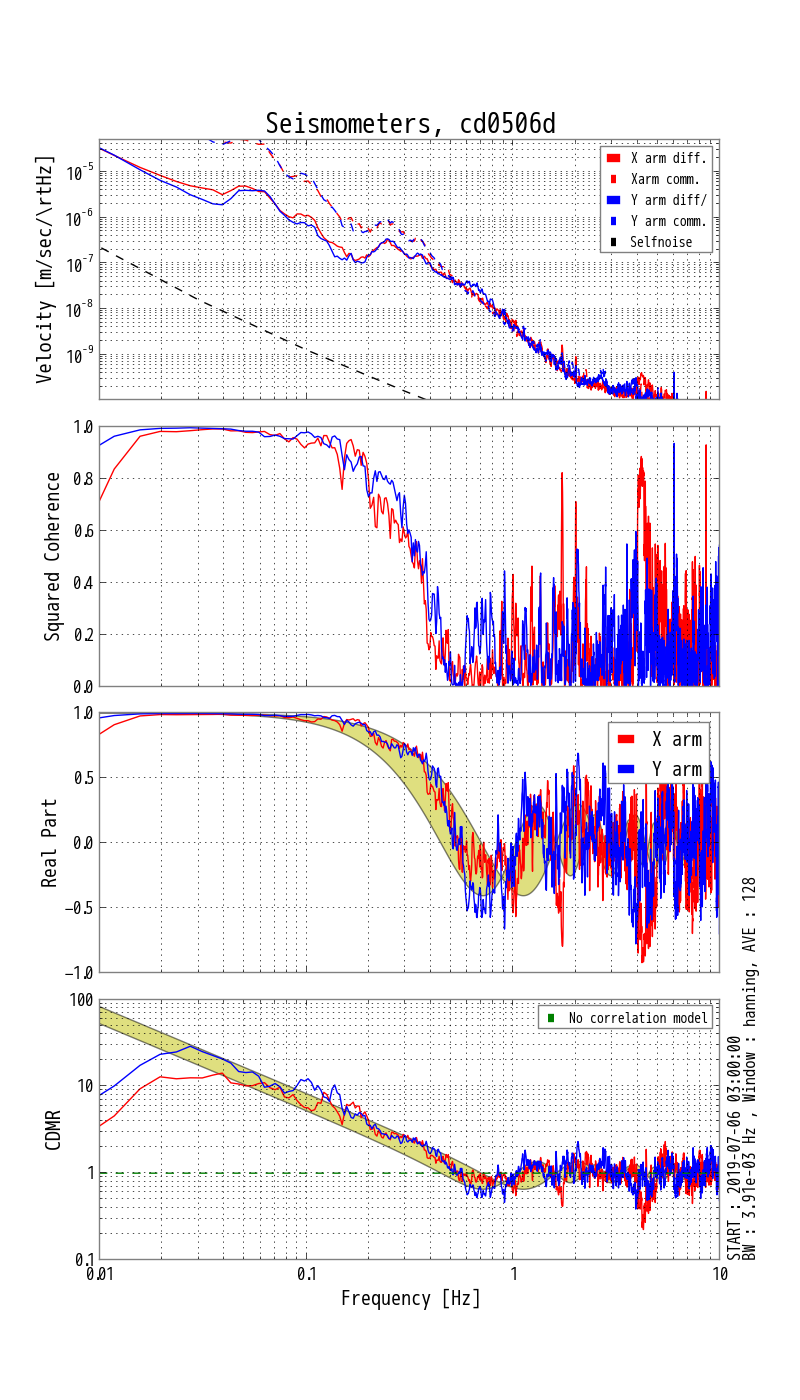 Seismometers, cd0506d
Velocity [m/sec/\rtHz]
10^-5
10^-6
10^-7
10^-8
10^-9
X arm diff.
Xarm comm.
Y arm diff/
Y arm comm.
Selfnoise
Squared Coherence
1.0
0.8
0.6
0.4
0.2
0.0
Real Part
1.0
0.5
0.0
−0.5
−1.0
X arm
Y arm
CDMR
100
10
1
0.1
No correlation model
0.01
0.1
1
10
Frequency [Hz]
START : 2019-07-06 03:00:00
BW : 3.91e-03 Hz , Window : hanning, AVE : 128